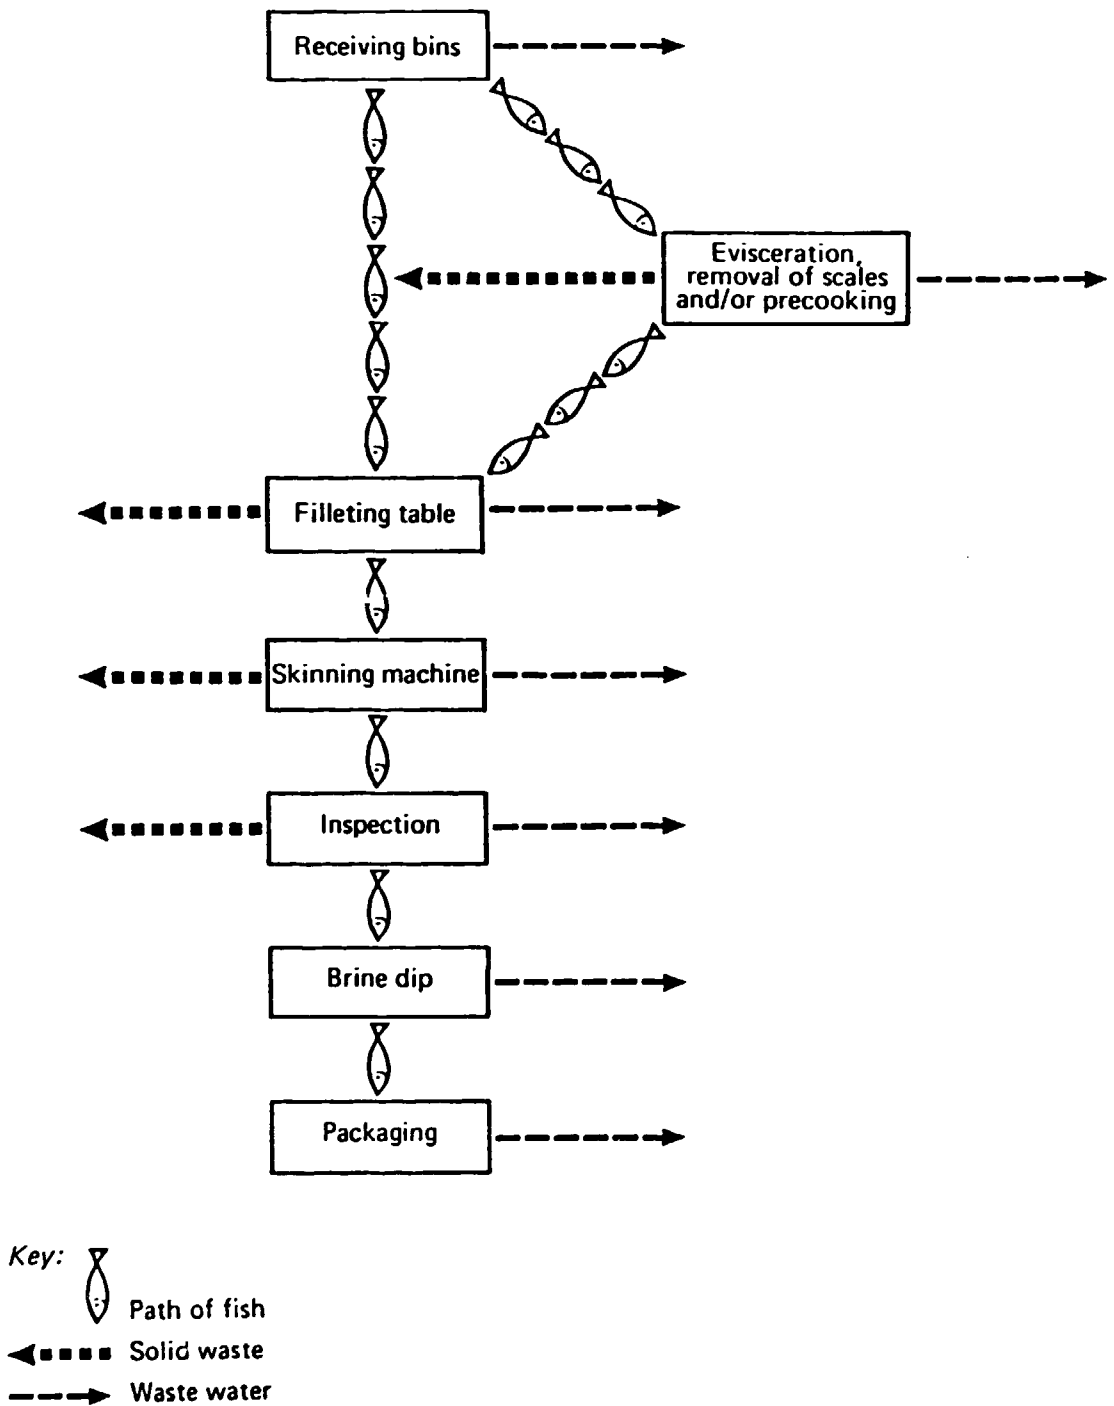 Receiving bins
Evisceration,
removal of scales
and/or precooking
Filleting table
Skinning machine
Inspection
Brine dip
Packaging
Key:
Path of fish
Solid waste
Waste water